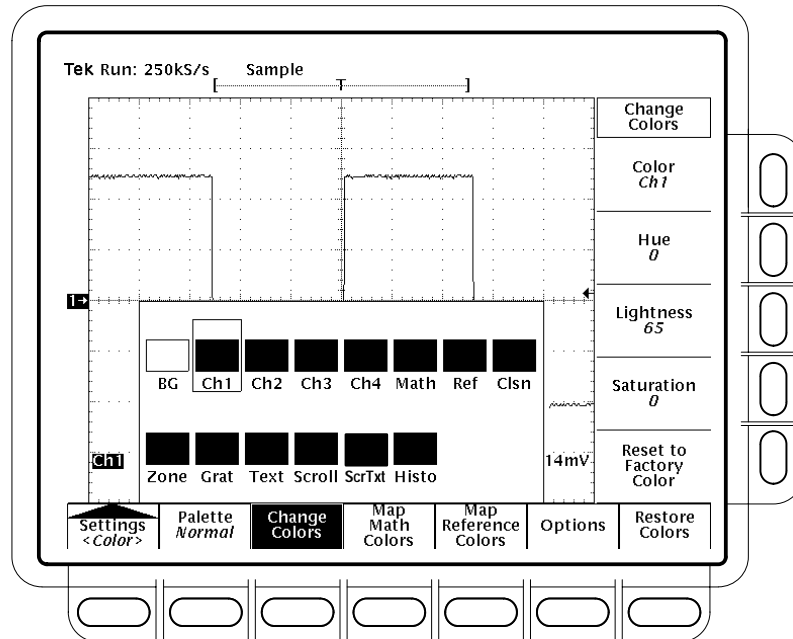 Tek Run: 250kS/s Sample
T
Change
Colors
Color
Ch1
Hue
0
1→
Lightness
65
BG Ch1 Ch2 Ch3 Ch4 Math Ref Clsn
Saturation
0
Ch1
14mV
Zone Grat Text Scroll ScrTxt Histo
Reset to
Factory
Color
Settings
<Color>
Palette
Normal
Change
Colors
Map
Math
Colors
Map
Reference
Colors
Options
Restore
Colors